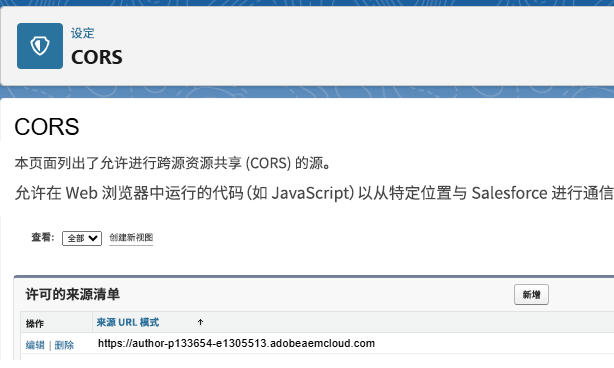 设定
CORS
CORS
本页面列出了允许进行跨源资源共享 (CORS) 的源。
允许在 Web 浏览器中运行的代码（如 JavaScript）以从特定位置与 Salesforce 进行通信
查看: 全部 创建新视图
许可的来源清单 新增
操作 来源 URL 模式 ↑
编辑 | 删除 https://author-p133654-e1305513.adobeaemcloud.com